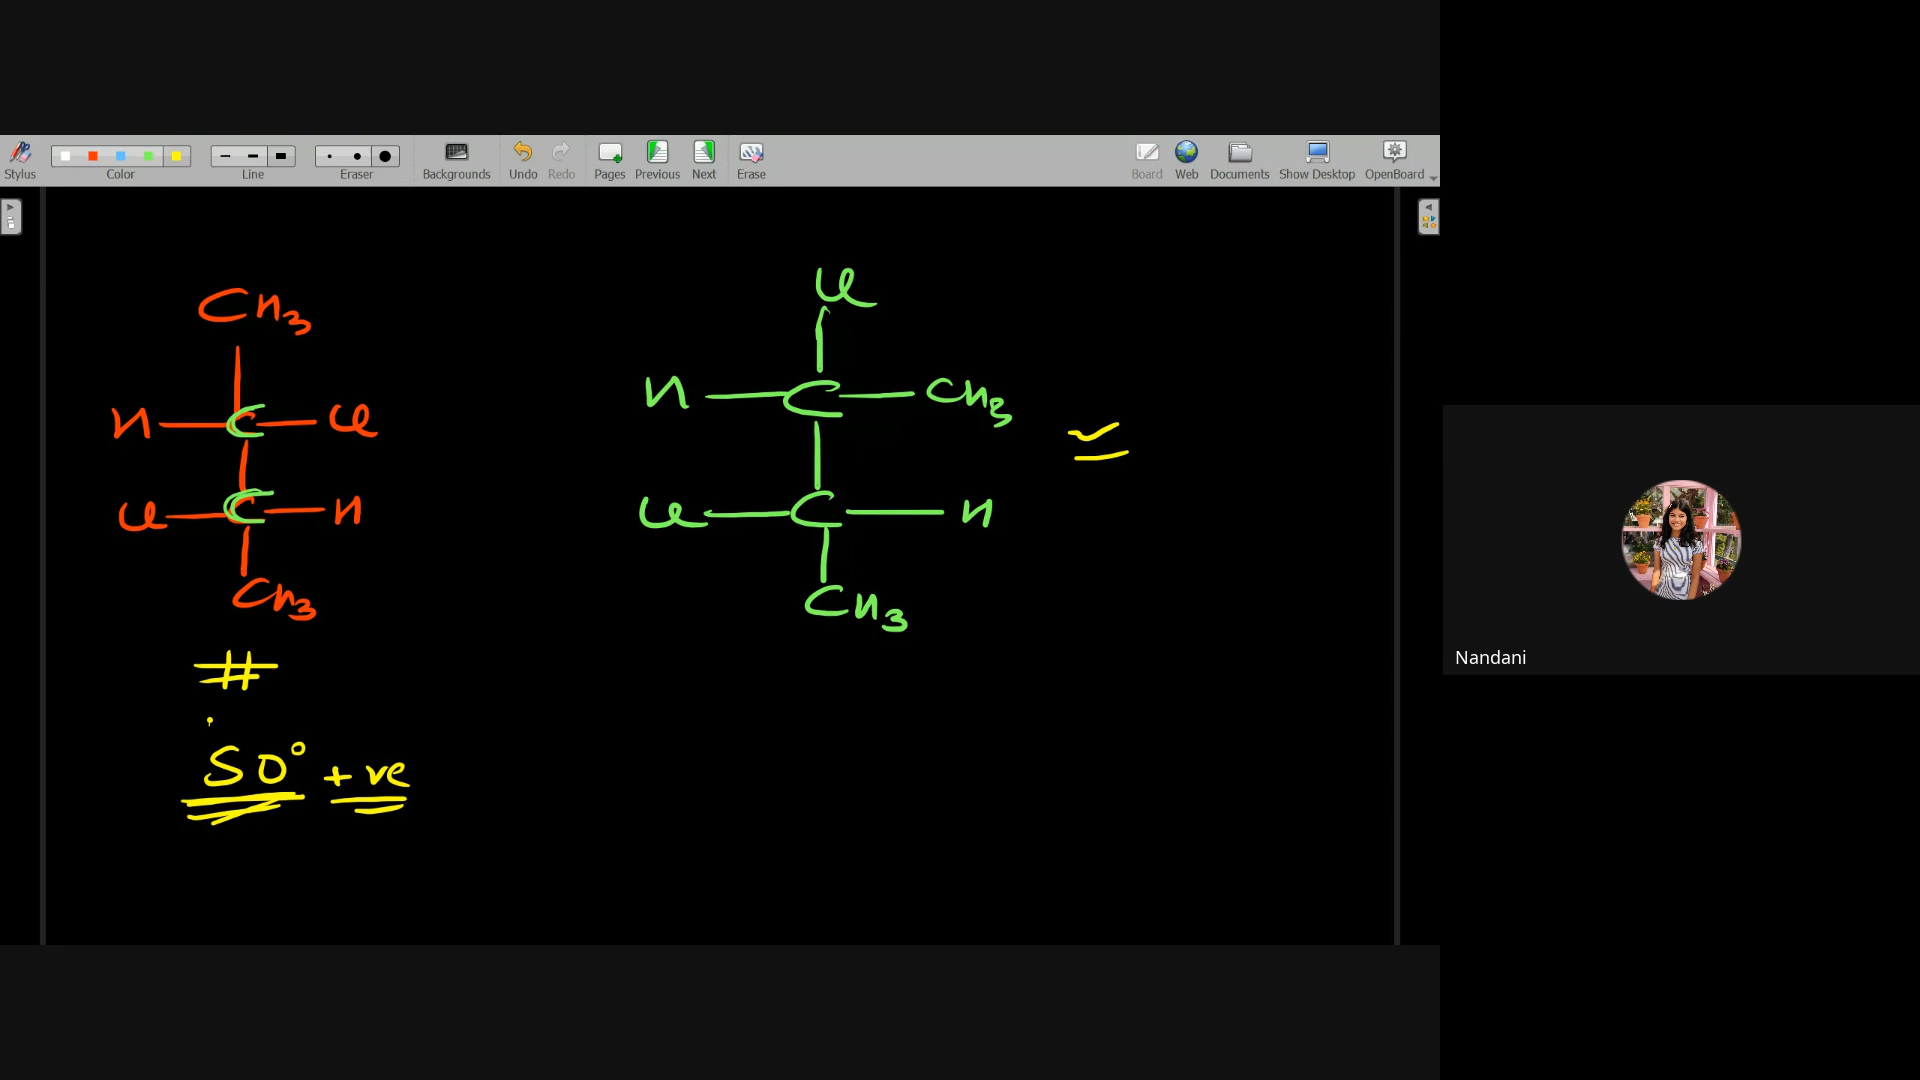 Stylus Color Line Eraser Backgrounds Undo Redo Pages Previous Next Erase Board Web Documents Show Desktop OpenBoard
CH3
H C Cl
Cl C H
CH3
50° +ve
Cl
H C CH3
Cl C H
CH3
Nandani